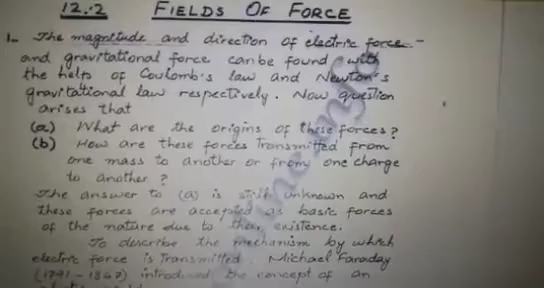 12.2 FIELDS OF FORCE
1. The magnitude and direction of electric force -
and gravitational force can be found with
the help of Coulomb's law and Newton's
gravitational law respectively. Now question
arises that
(a) What are the origins of these forces?
(b) How are these forces Transmitted from
one mass to another or from one charge
to another ?
The answer to (a) is still unknown and
these forces are accepted as basic forces
of the nature due to their existence.
To describe the mechanism by which
electric force is Transmitted, Michael Faraday
(1791-1867) introduced the concept of an